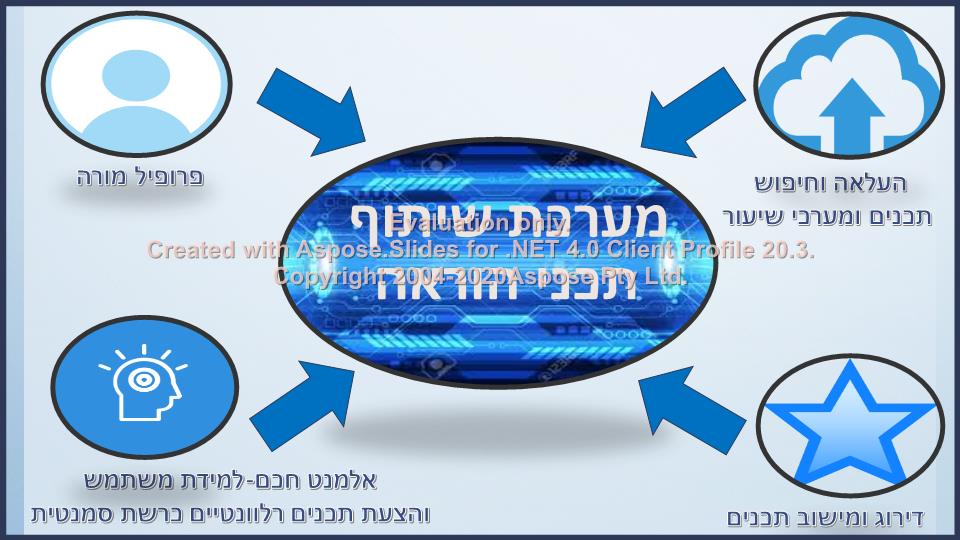 פרופיל מורה
העלאה וחיפוש
תכנים ומערכי שיעור
מערכת שיתוף
תכני הוראה
Evaluation only.
Created with Aspose.Slides for .NET 4.0 Client Profile 20.3.
Copyright 2004-2020Aspose Pty Ltd.
אלמנט חכם-למידת משתמש
והצעת תכנים רלוונטיים כרשת סמנטית
דירוג ומישוב תכנים